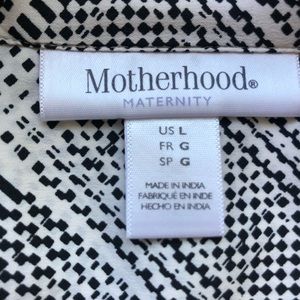 Motherhood®
MATERNITY
US L
FR G
SP G
MADE IN INDIA
FABRIQUÉ EN INDE
HECHO EN INDIA